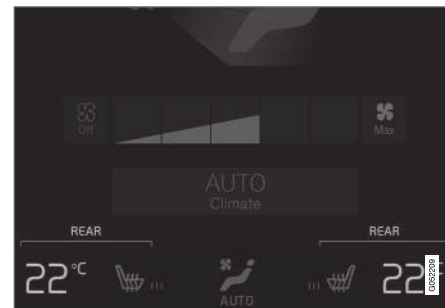 Off
Max
AUTO
Climate
REAR REAR
22°C 22°
AUTO
G052209